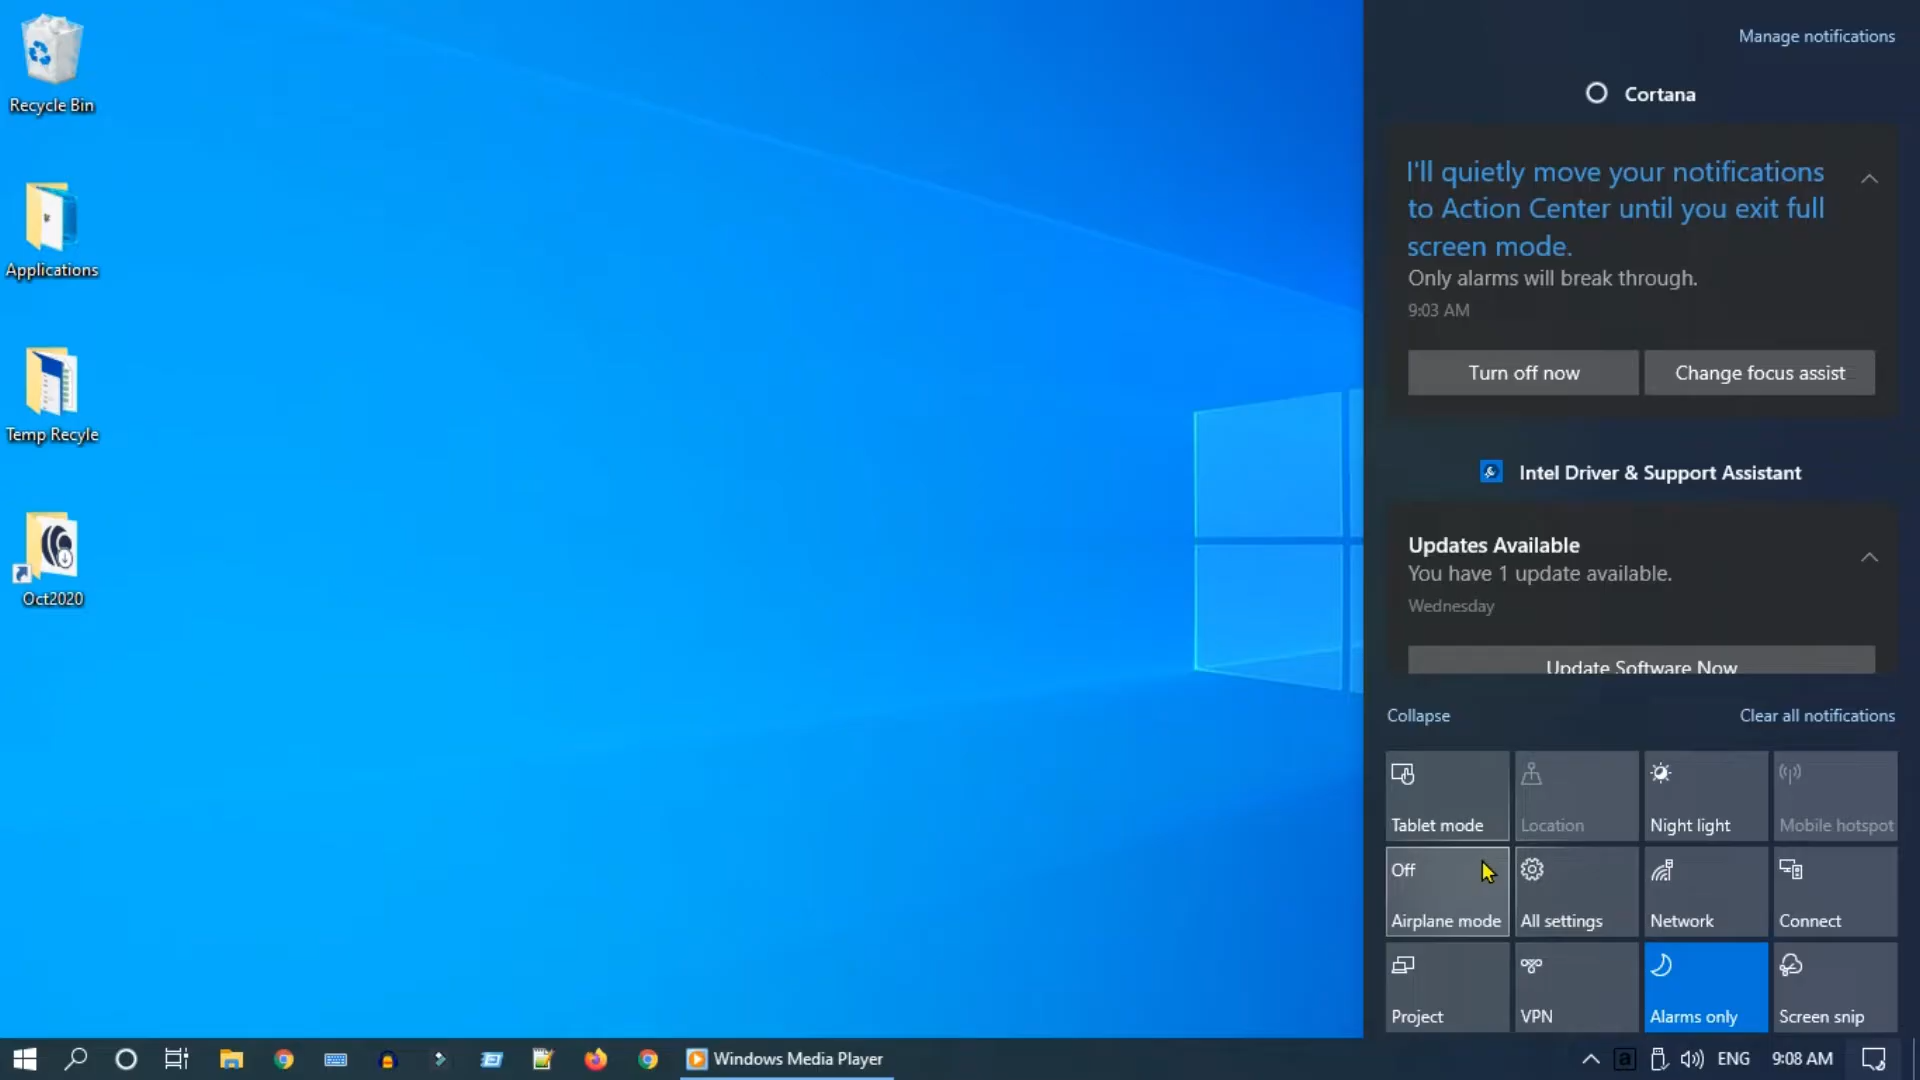 Recycle Bin
Applications
Temp Recyle
Oct2020
Manage notifications
Cortana
I'll quietly move your notifications
to Action Center until you exit full
screen mode.
Only alarms will break through.
9:03 AM
Turn off now
Change focus assist
Intel Driver & Support Assistant
Updates Available
You have 1 update available.
Wednesday
Update Software Now
Collapse
Clear all notifications
Tablet mode
Location
Night light
Mobile hotspot
Off
Airplane mode
All settings
Network
Connect
Project
VPN
Alarms only
Screen snip
Windows Media Player
a
ENG
9:08 AM